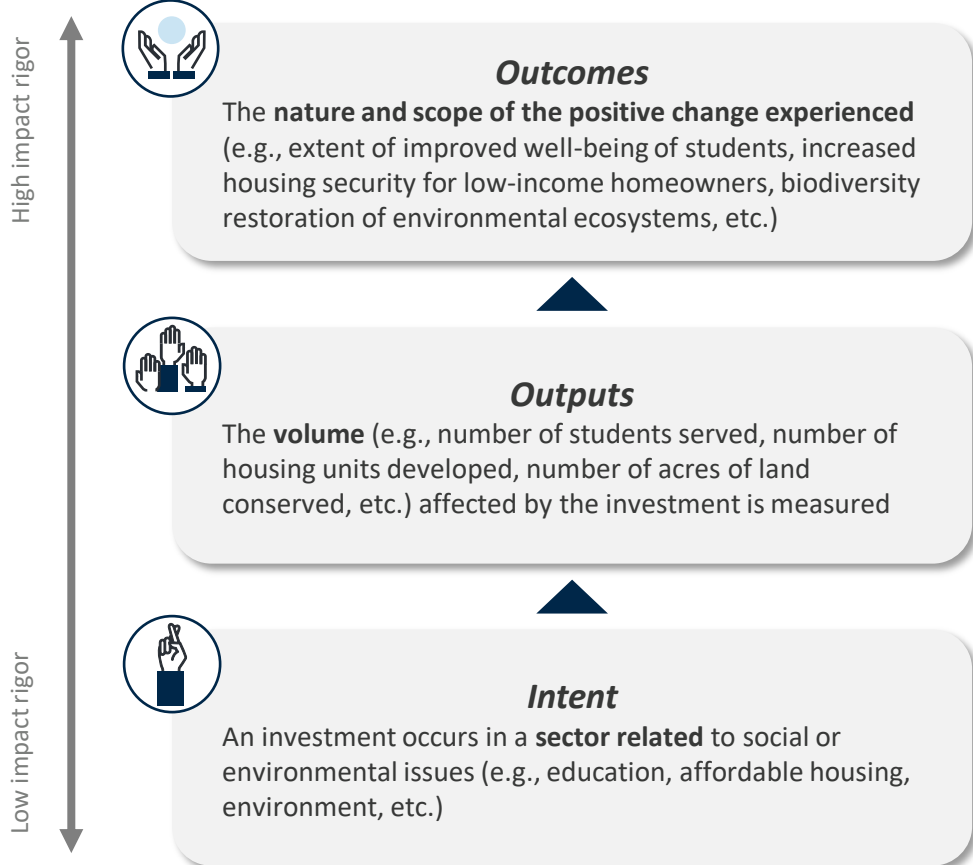 High impact rigor
Outcomes
The nature and scope of the positive change experienced
(e.g., extent of improved well-being of students, increased
housing security for low-income homeowners, biodiversity
restoration of environmental ecosystems, etc.)
Outputs
The volume (e.g., number of students served, number of
housing units developed, number of acres of land
conserved, etc.) affected by the investment is measured
Low impact rigor
Intent
An investment occurs in a sector related to social or
environmental issues (e.g., education, affordable housing,
environment, etc.)